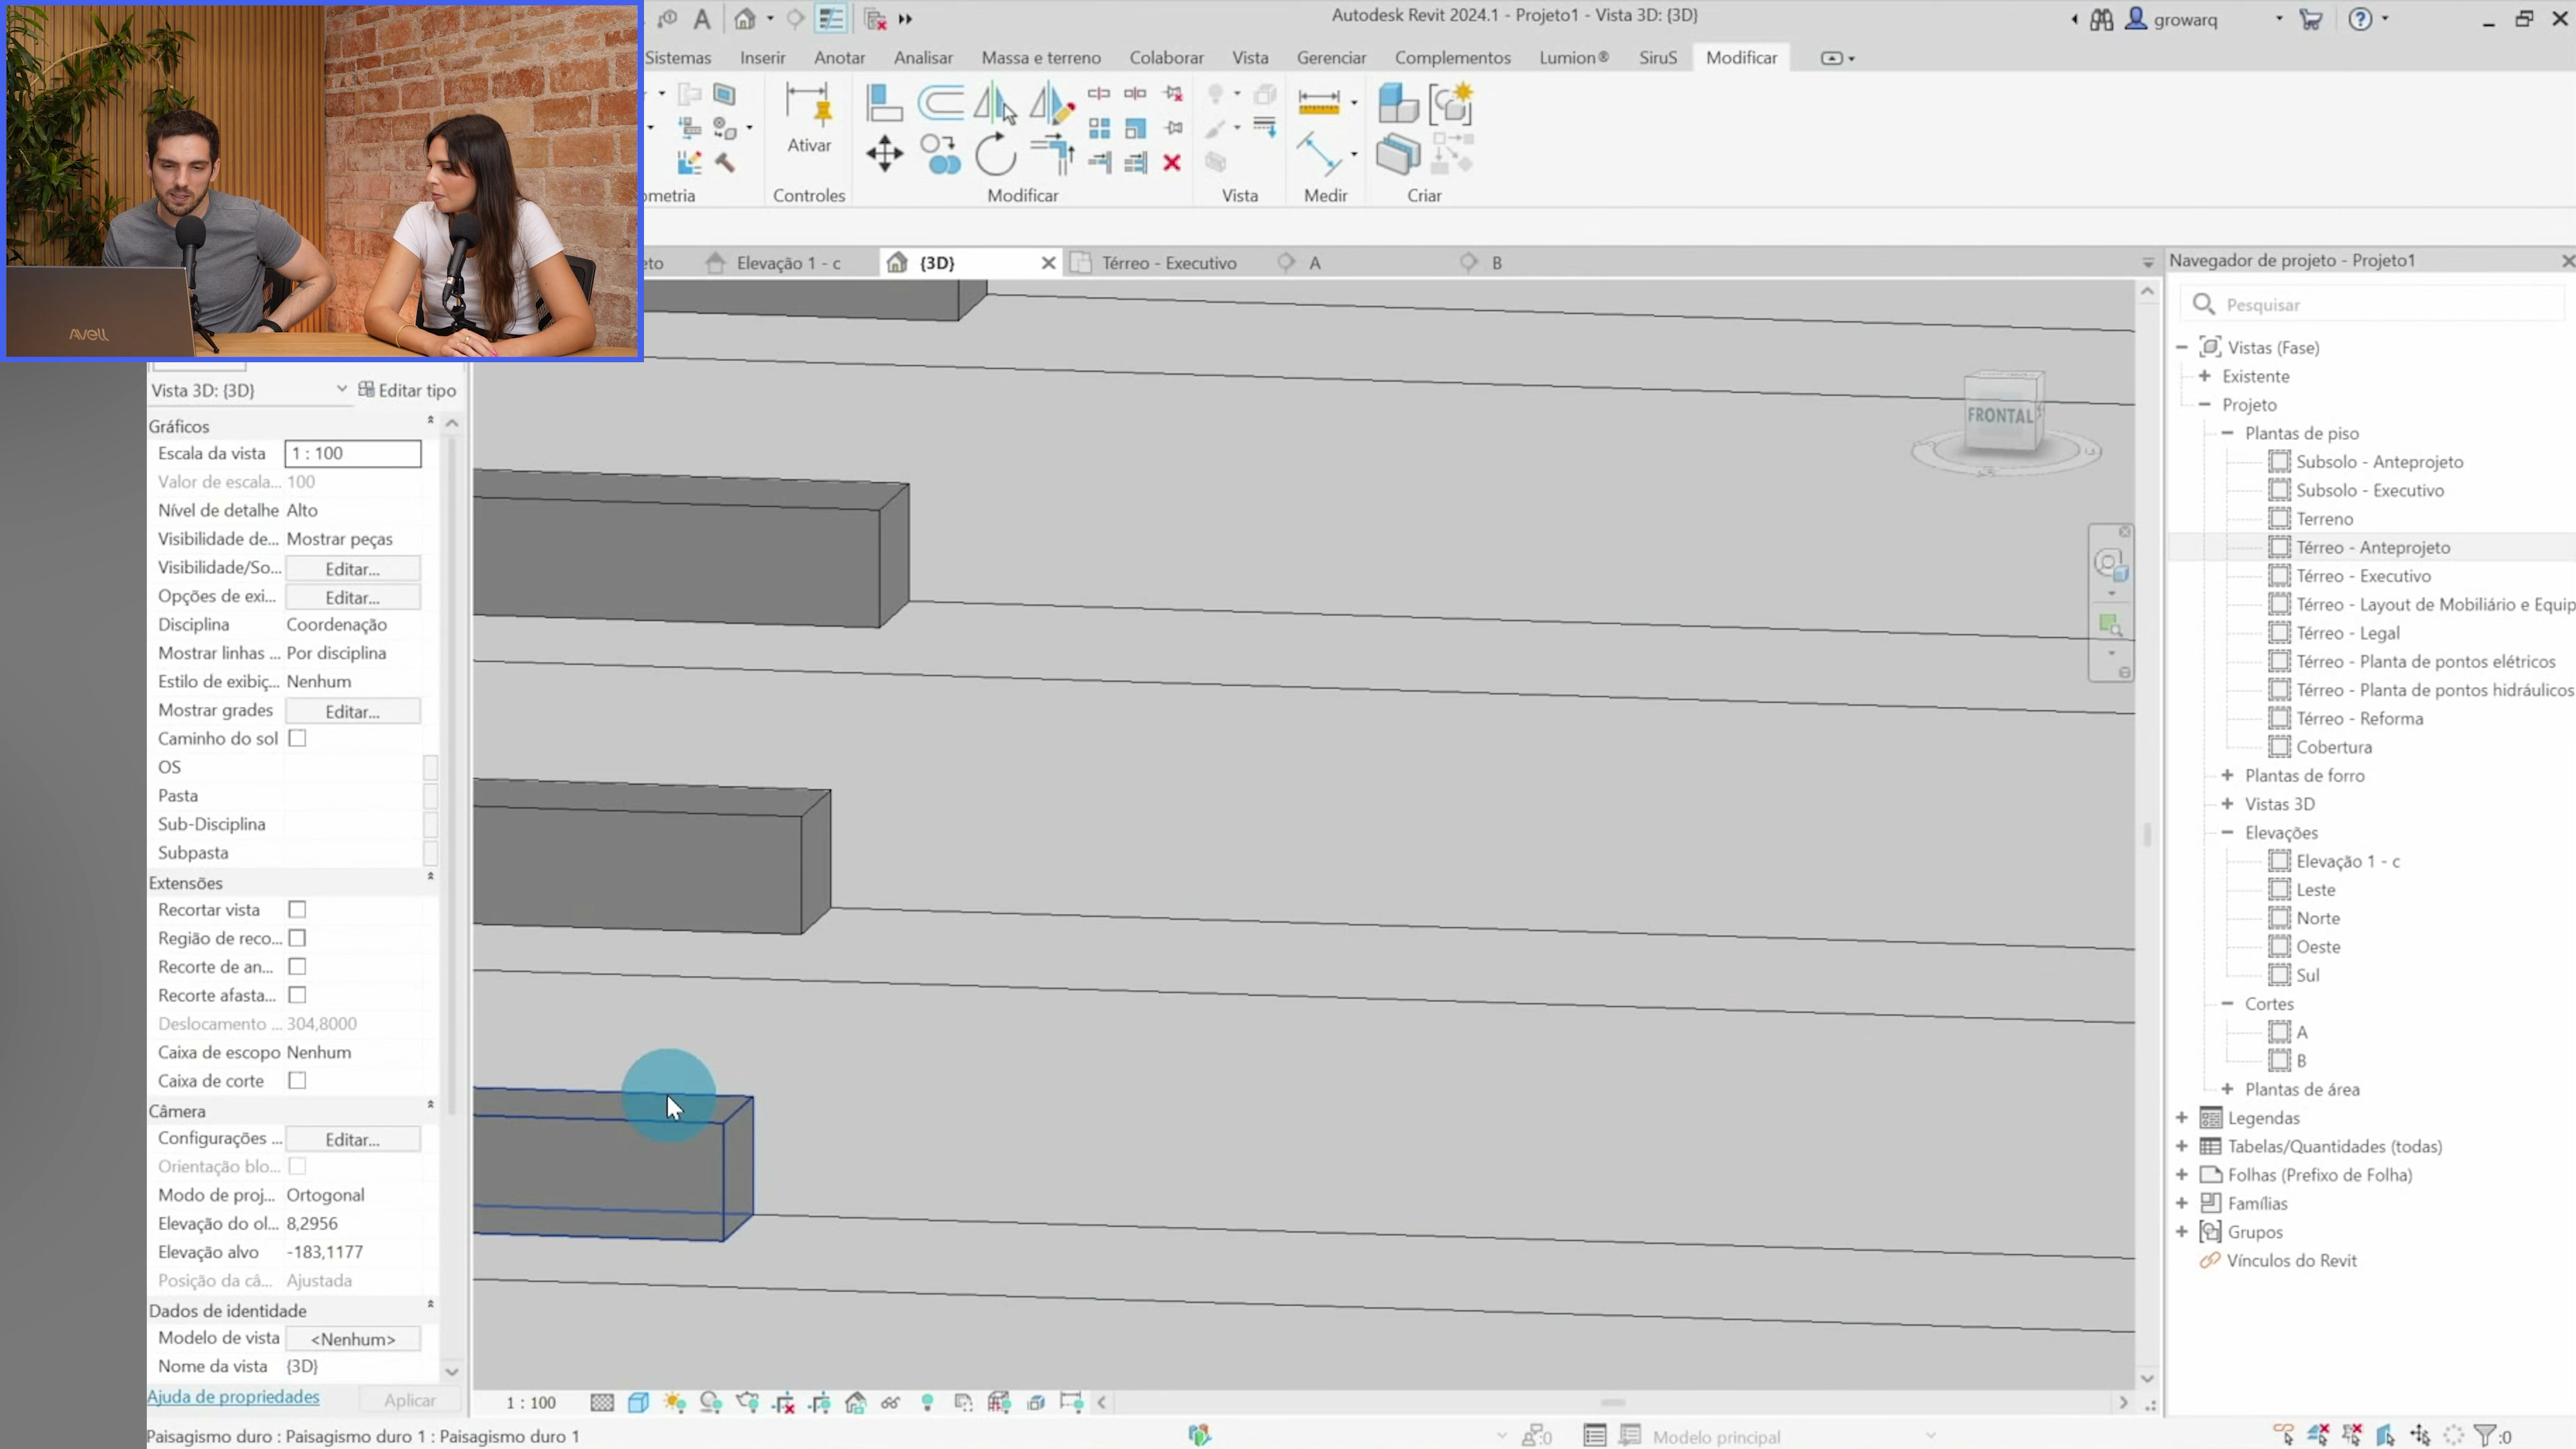 Autodesk Revit 2024.1 - Projeto1 - Vista 3D: {3D}
growarq
Sistemas
Inserir
Anotar
Analisar
Massa e terreno
Colaborar
Vista
Gerenciar
Complementos
Lumion®
SiruS
Modificar
Ativar
ometria
Controles
Modificar
Vista
Medir
Criar
eto
Elevação 1 - c
{3D}
Térreo - Executivo
A
B
AVELL
Vista 3D: {3D}
Editar tipo
Gráficos
Escala da vista 1 : 100
Valor de escala... 100
Nível de detalhe Alto
Visibilidade de... Mostrar peças
Visibilidade/So... Editar...
Opções de exi... Editar...
Disciplina Coordenação
Mostrar linhas ... Por disciplina
Estilo de exibiç... Nenhum
Mostrar grades Editar...
Caminho do sol
OS
Pasta
Sub-Disciplina
Subpasta
Extensões
Recortar vista
Região de reco...
Recorte de an...
Recorte afasta...
Deslocamento ... 304,8000
Caixa de escopo Nenhum
Caixa de corte
Câmera
Configurações ... Editar...
Orientação blo...
Modo de proj... Ortogonal
Elevação do ol... 8,2956
Elevação alvo -183,1177
Posição da câ... Ajustada
Dados de identidade
Modelo de vista <Nenhum>
Nome da vista {3D}
Ajuda de propriedades
Aplicar
FRONTAL
1 : 100
Navegador de projeto - Projeto1
Pesquisar
Vistas (Fase)
Existente
Projeto
Plantas de piso
Subsolo - Anteprojeto
Subsolo - Executivo
Terreno
Térreo - Anteprojeto
Térreo - Executivo
Térreo - Layout de Mobiliário e Equip
Térreo - Legal
Térreo - Planta de pontos elétricos
Térreo - Planta de pontos hidráulicos
Térreo - Reforma
Cobertura
Plantas de forro
Vistas 3D
Elevações
Elevação 1 - c
Leste
Norte
Oeste
Sul
Cortes
A
B
Plantas de área
Legendas
Tabelas/Quantidades (todas)
Folhas (Prefixo de Folha)
Famílias
Grupos
Vínculos do Revit
Paisagismo duro : Paisagismo duro 1 : Paisagismo duro 1
:0
Modelo principal
:0